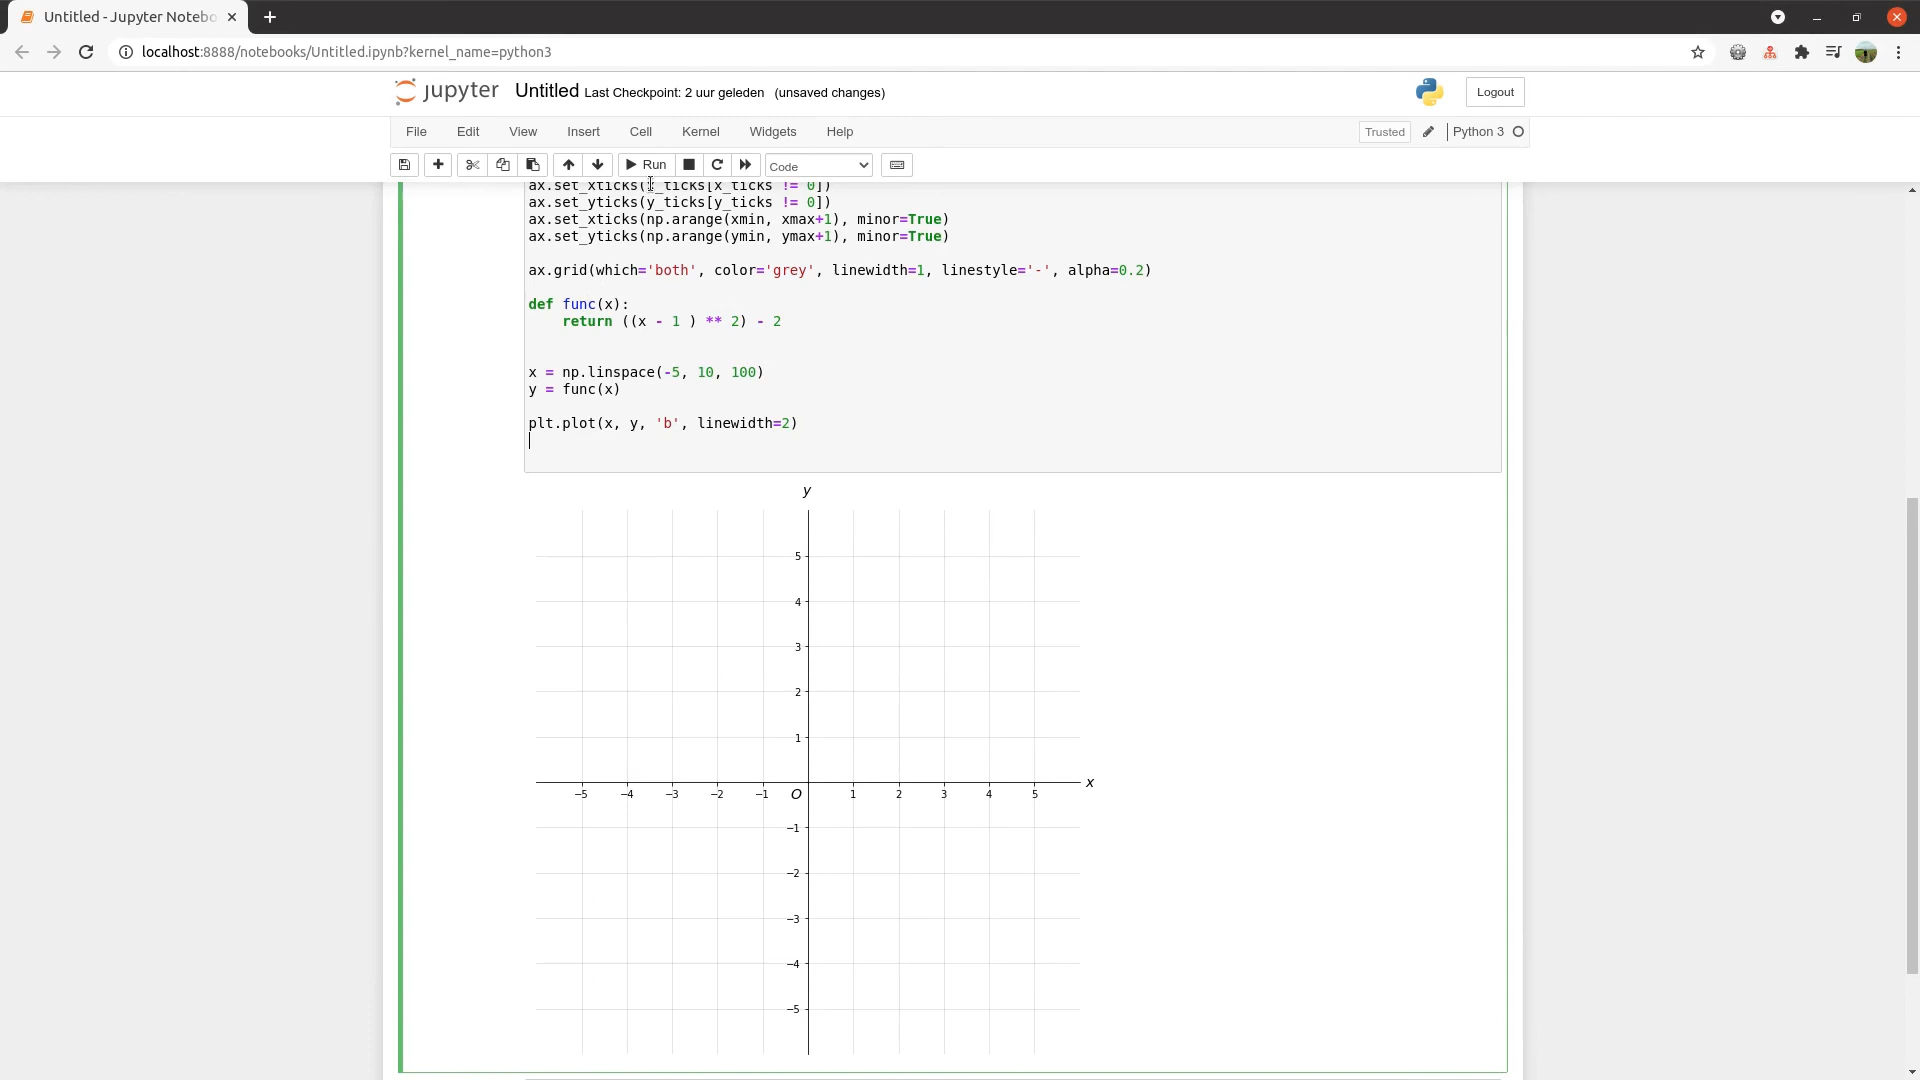 Untitled - Jupyter Notebo
localhost:8888/notebooks/Untitled.ipynb?kernel_name=python3
jupyter Untitled Last Checkpoint: 2 uur geleden (unsaved changes)
Logout
File Edit View Insert Cell Kernel Widgets Help
Trusted Python 3
Run Code
ax.set_xticks(x_ticks[x_ticks != 0])
ax.set_yticks(y_ticks[y_ticks != 0])
ax.set_xticks(np.arange(xmin, xmax+1), minor=True)
ax.set_yticks(np.arange(ymin, ymax+1), minor=True)
ax.grid(which='both', color='grey', linewidth=1, linestyle='-', alpha=0.2)
def func(x):
return ((x - 1 ) ** 2) - 2
x = np.linspace(-5, 10, 100)
y = func(x)
plt.plot(x, y, 'b', linewidth=2)
y
5
4
3
2
1
x
−5 −4 −3 −2 −1 O 1 2 3 4 5
−1
−2
−3
−4
−5